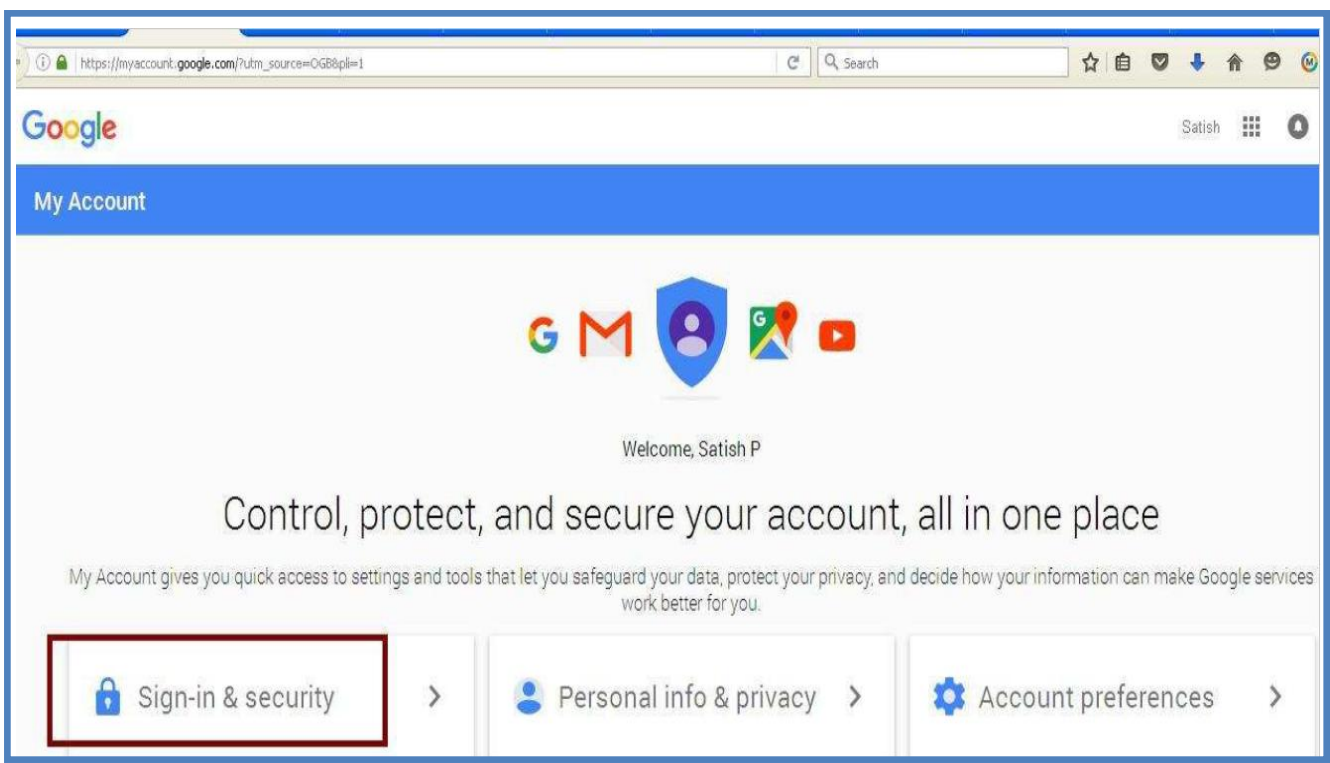 https://myaccount.google.com/?utm_source=OGB&pli=1
Search
Google
Satish
My Account
G
G
Welcome, Satish P
Control, protect, and secure your account, all in one place
My Account gives you quick access to settings and tools that let you safeguard your data, protect your privacy, and decide how your information can make Google services
work better for you.
Sign-in & security
Personal info & privacy
Account preferences